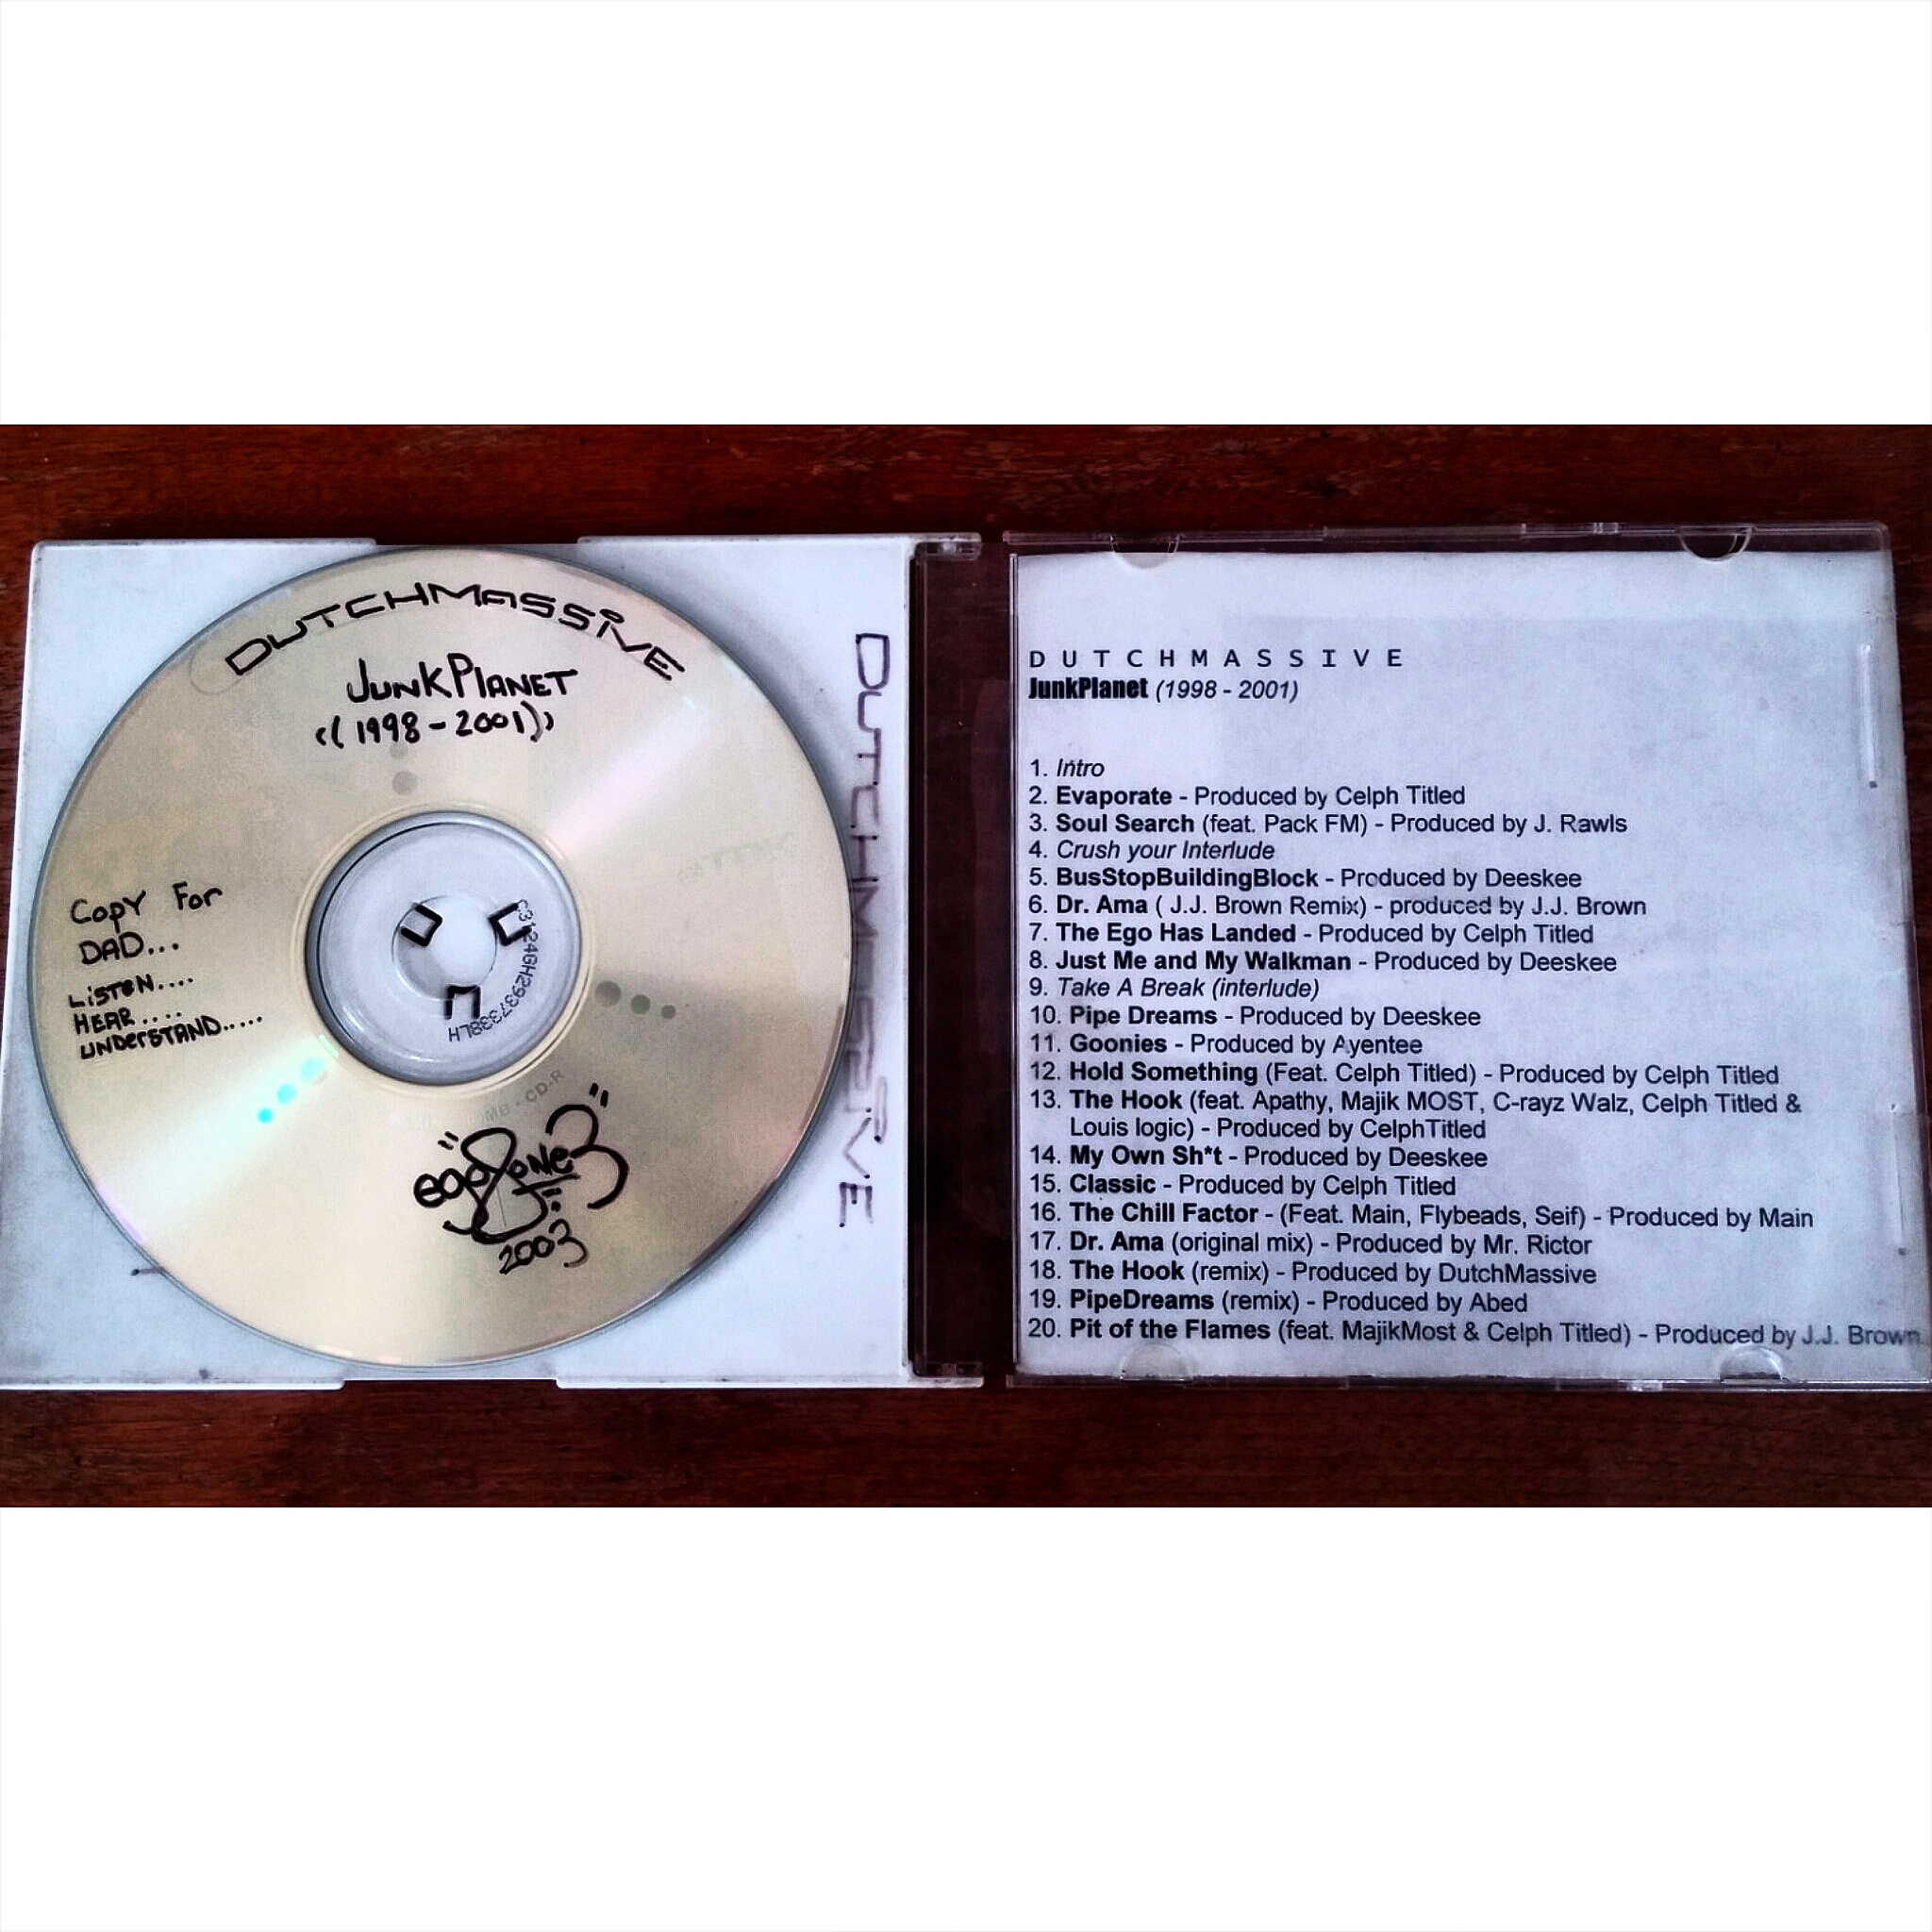 DUTCHMASSIVE
JUNKPLANET
((1998-2001))
COPY FOR
DAD...
LISTEN....
HEAR....
UNDERSTAND.....
C3124GH2937338LH
CD-R
2003
DUTCHMASSIVE
DUTCHMASSIVE
JunkPlanet (1998 - 2001)
1. Intro
2. Evaporate - Produced by Celph Titled
3. Soul Search (feat. Pack FM) - Produced by J. Rawls
4. Crush your Interlude
5. BusStopBuildingBlock - Produced by Deeskee
6. Dr. Ama ( J.J. Brown Remix) - produced by J.J. Brown
7. The Ego Has Landed - Produced by Celph Titled
8. Just Me and My Walkman - Produced by Deeskee
9. Take A Break (interlude)
10. Pipe Dreams - Produced by Deeskee
11. Goonies - Produced by Ayentee
12. Hold Something (Feat. Celph Titled) - Produced by Celph Titled
13. The Hook (feat. Apathy, Majik MOST, C-rayz Walz, Celph Titled &
Louis logic) - Produced by CelphTitled
14. My Own Sh*t - Produced by Deeskee
15. Classic - Produced by Celph Titled
16. The Chill Factor - (Feat. Main, Flybeads, Seif) - Produced by Main
17. Dr. Ama (original mix) - Produced by Mr. Rictor
18. The Hook (remix) - Produced by DutchMassive
19. PipeDreams (remix) - Produced by Abed
20. Pit of the Flames (feat. MajikMost & Celph Titled) - Produced by J.J. Brown